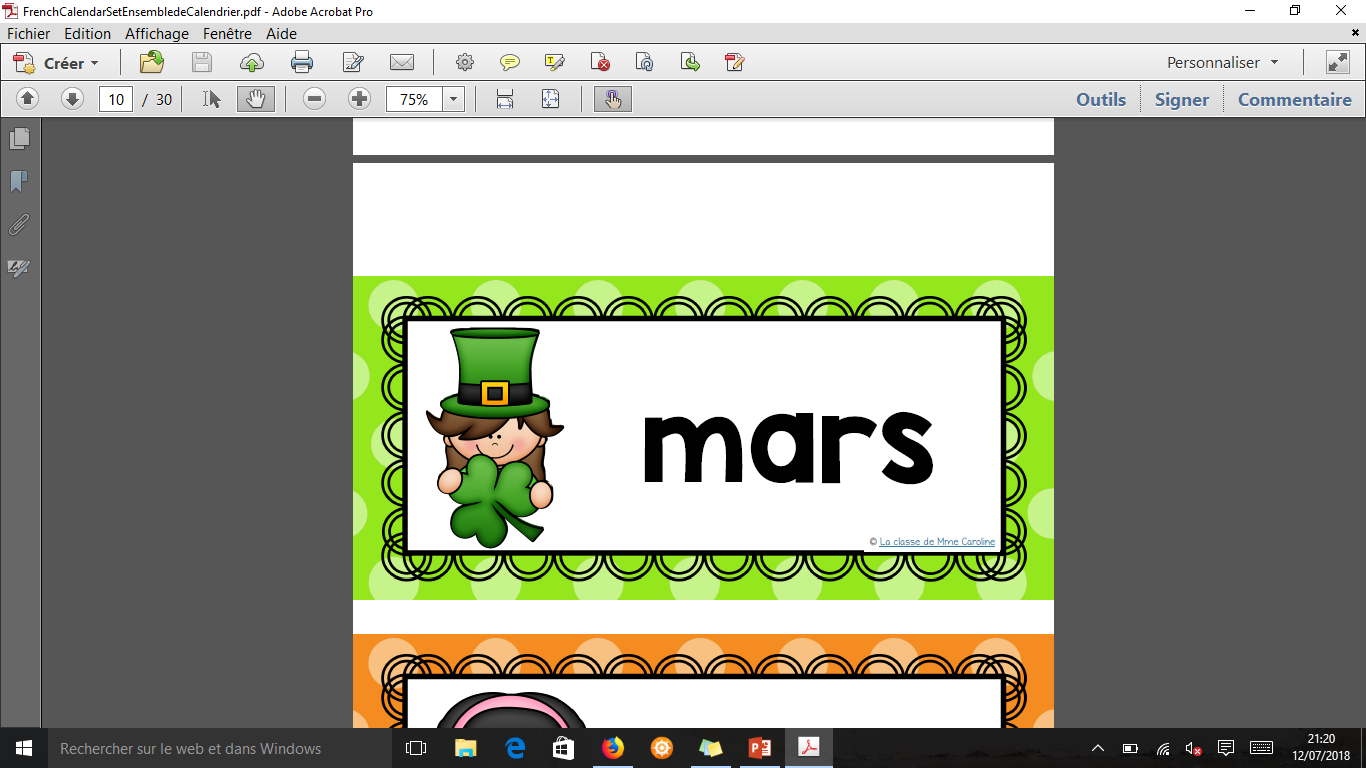 FrenchCalendarSetEnsembledeCalendrier.pdf - Adobe Acrobat Pro
Fichier Edition Affichage Fenêtre Aide
Créer Personnaliser
10 / 30 75% Outils Signer Commentaire
mars
© La classe de Mme Caroline
Rechercher sur le web et dans Windows
21:20
12/07/2018